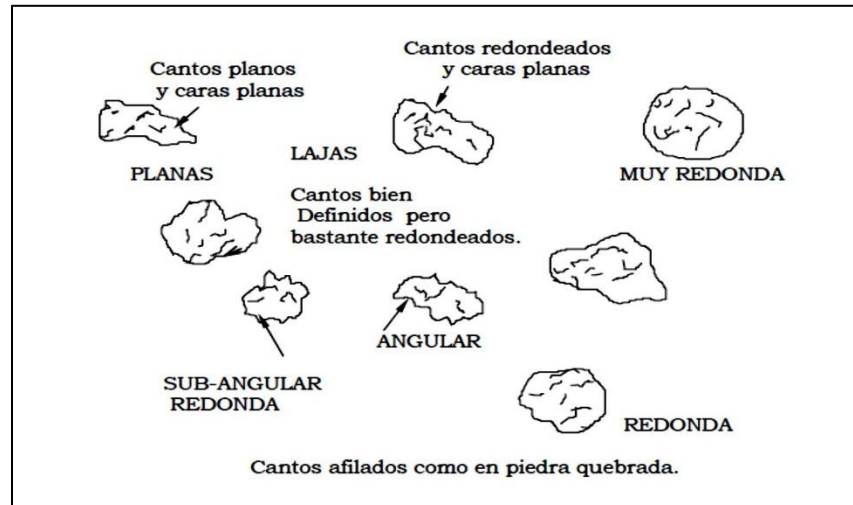 Cantos planos
y caras planas
Cantos redondeados
y caras planas
LAJAS
PLANAS
MUY REDONDA
Cantos bien
Definidos pero
bastante redondeados.
ANGULAR
SUB-ANGULAR
REDONDA
REDONDA
Cantos afilados como en piedra quebrada.